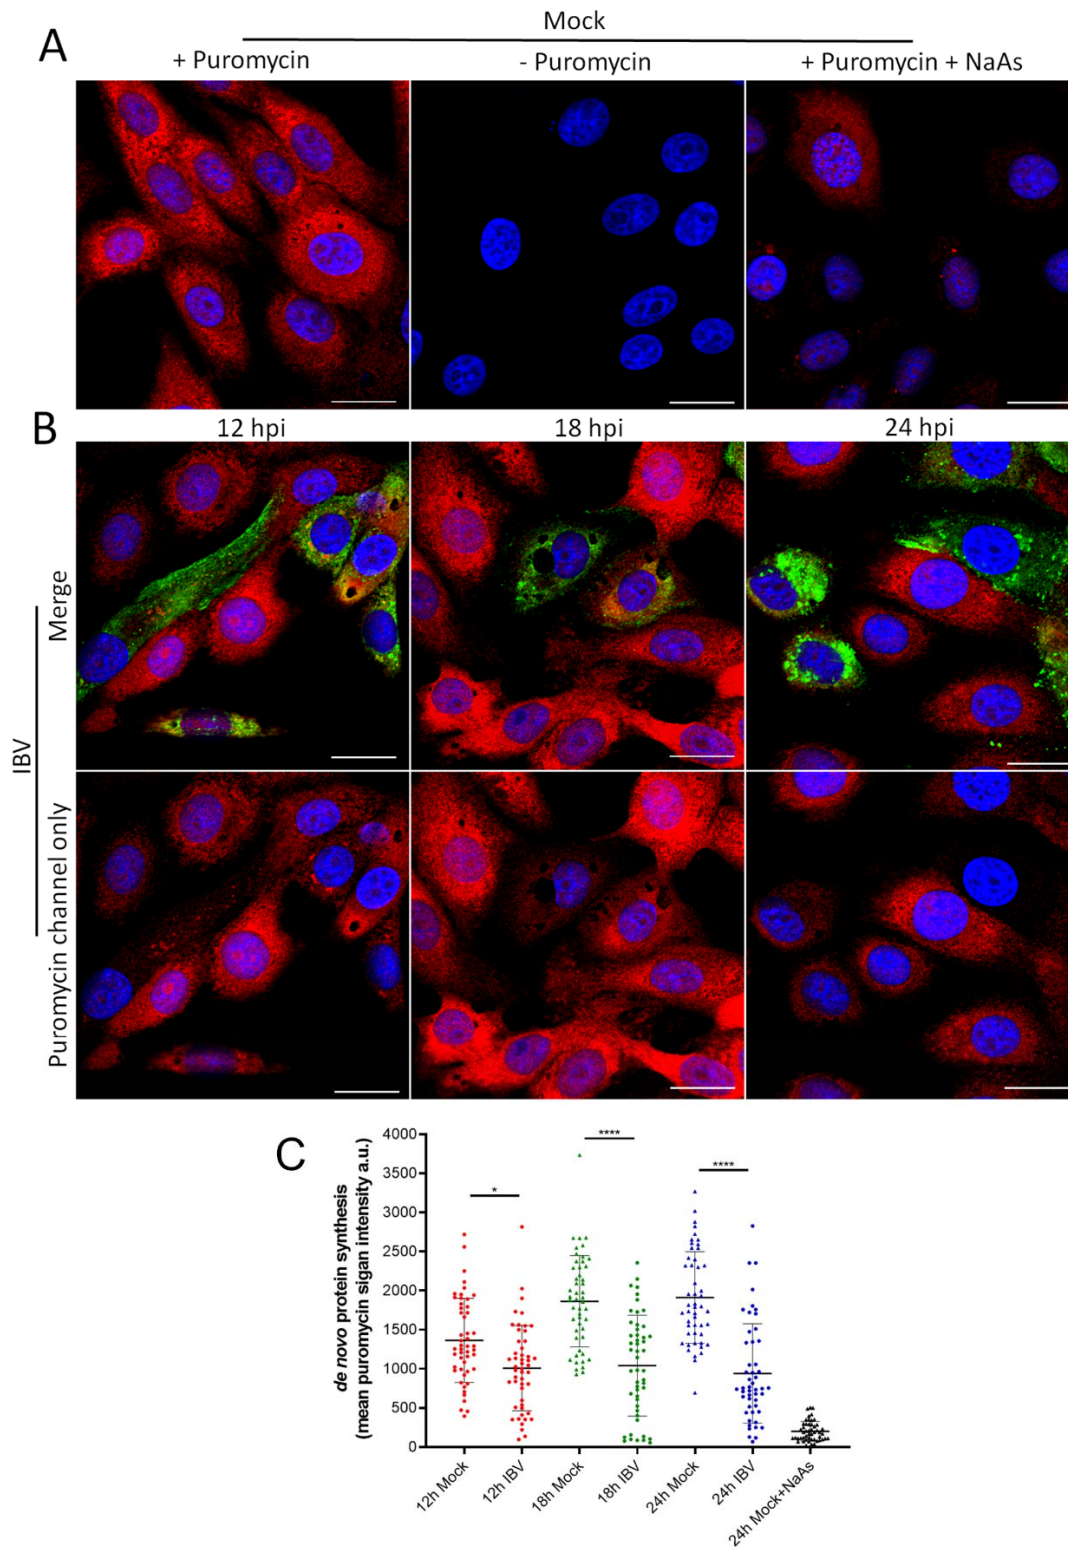 Mock
A
+ Puromycin
- Puromycin
+ Puromycin + NaAs
B
12 hpi
18 hpi
24 hpi
IBV
Merge
Puromycin channel only
C
de novo protein synthesis
(mean puromycin sigan intensity a.u.)
4000
3500
3000
2500
2000
1500
1000
500
0
*
****
****
12h Mock
12h IBV
18h Mock
18h IBV
24h Mock
24h IBV
24h Mock+NaAs